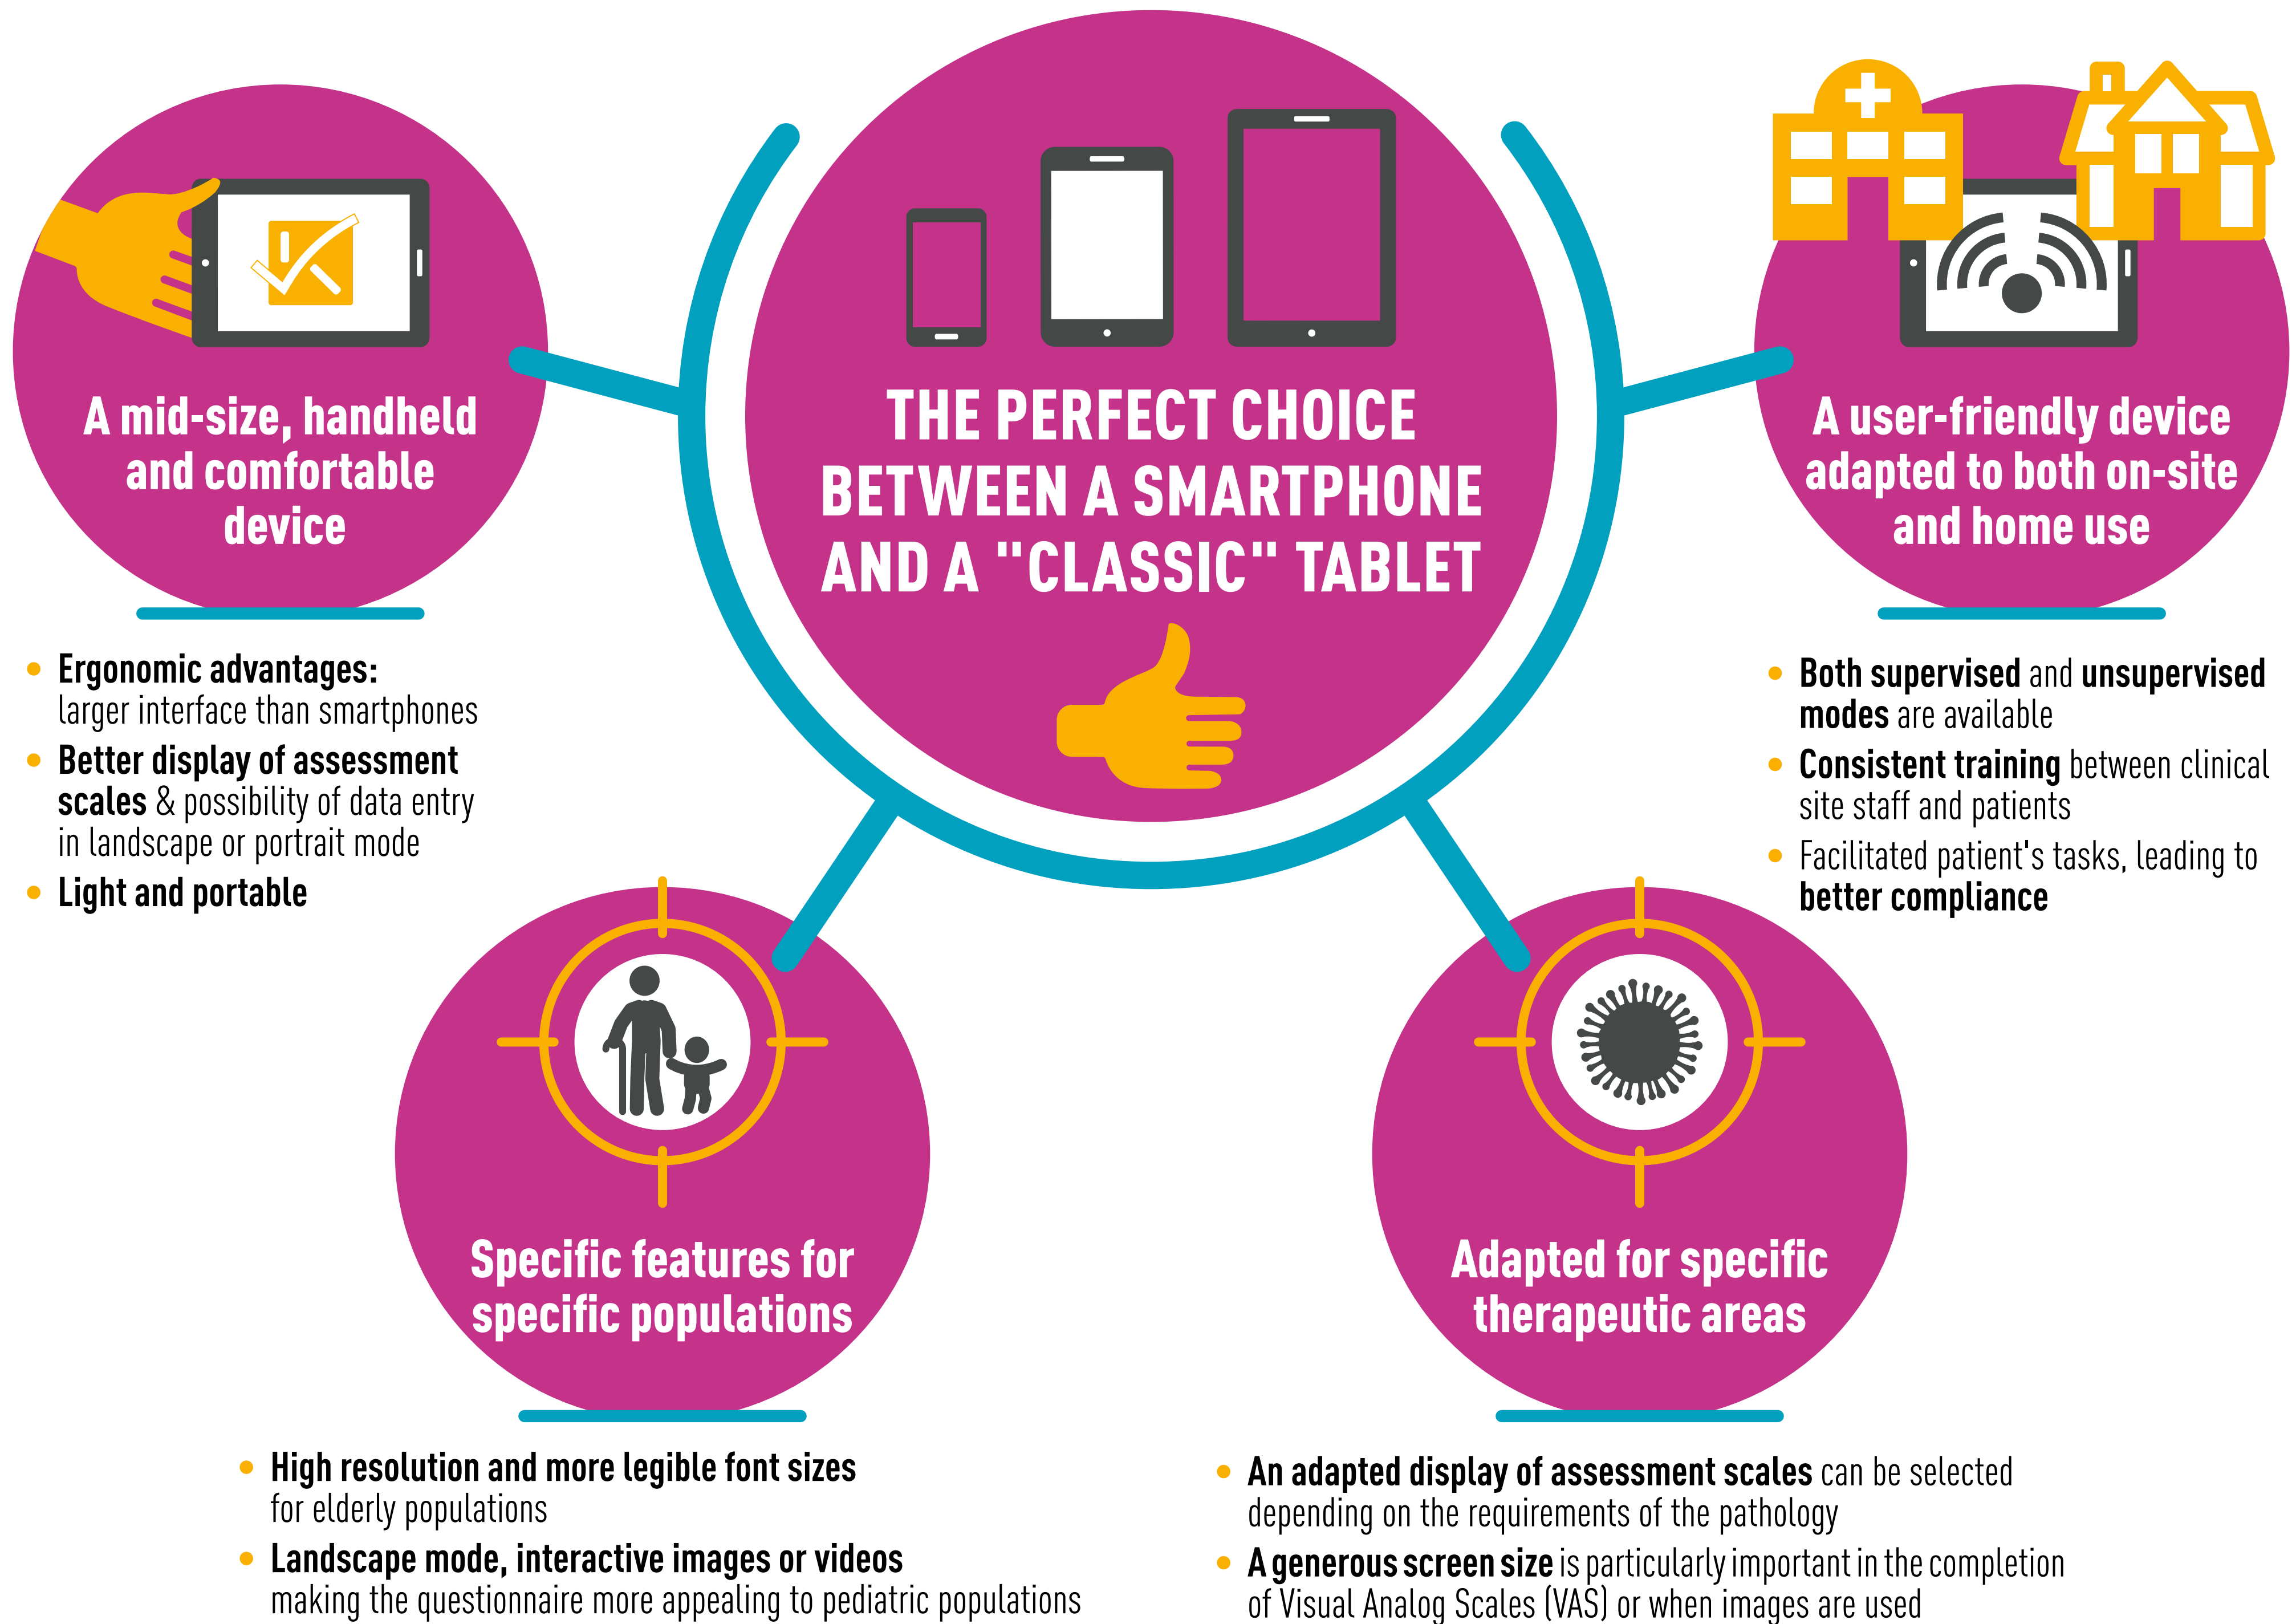 THE PERFECT CHOICE
BETWEEN A SMARTPHONE
AND A "CLASSIC" TABLET
A mid-size, handheld
and comfortable
device
• Ergonomic advantages:
larger interface than smartphones
• Better display of assessment
scales & possibility of data entry
in landscape or portrait mode
• Light and portable
A user-friendly device
adapted to both on-site
and home use
• Both supervised and unsupervised
modes are available
• Consistent training between clinical
site staff and patients
• Facilitated patient's tasks, leading to
better compliance
Specific features for
specific populations
• High resolution and more legible font sizes
for elderly populations
• Landscape mode, interactive images or videos
making the questionnaire more appealing to pediatric populations
Adapted for specific
therapeutic areas
• An adapted display of assessment scales can be selected
depending on the requirements of the pathology
• A generous screen size is particularly important in the completion
of Visual Analog Scales (VAS) or when images are used